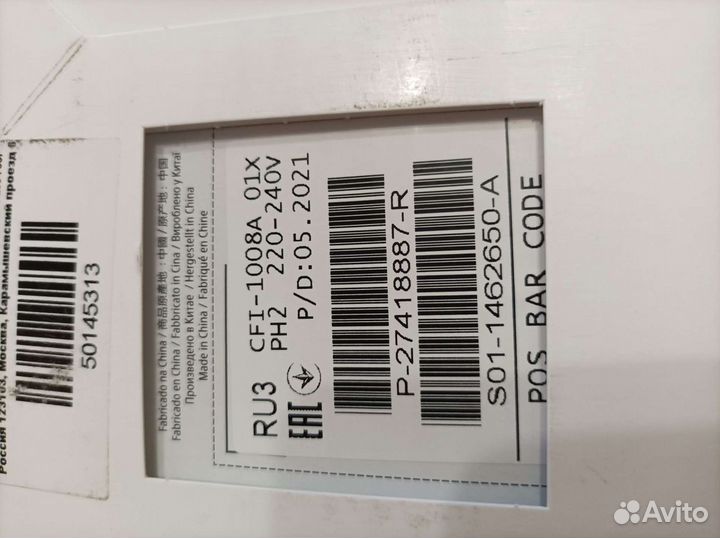 Россия 123103, Москва, Карамышевский проезд 6
50145313
Fabricado na China / 商品原產地 : 中國 / 原产地 : 中国
Fabricado en China / Fabbricato in Cina / Вироблено у Китаї
Произведено в Китае / Hergestellt in China
Made in China / Fabriqué en Chine
RU3 CFI-1008A 01X
PH2 220-240V
EAC P/D:05.2021
P-27418887-R
S01-1462650-A
POS BAR CODE
Avito